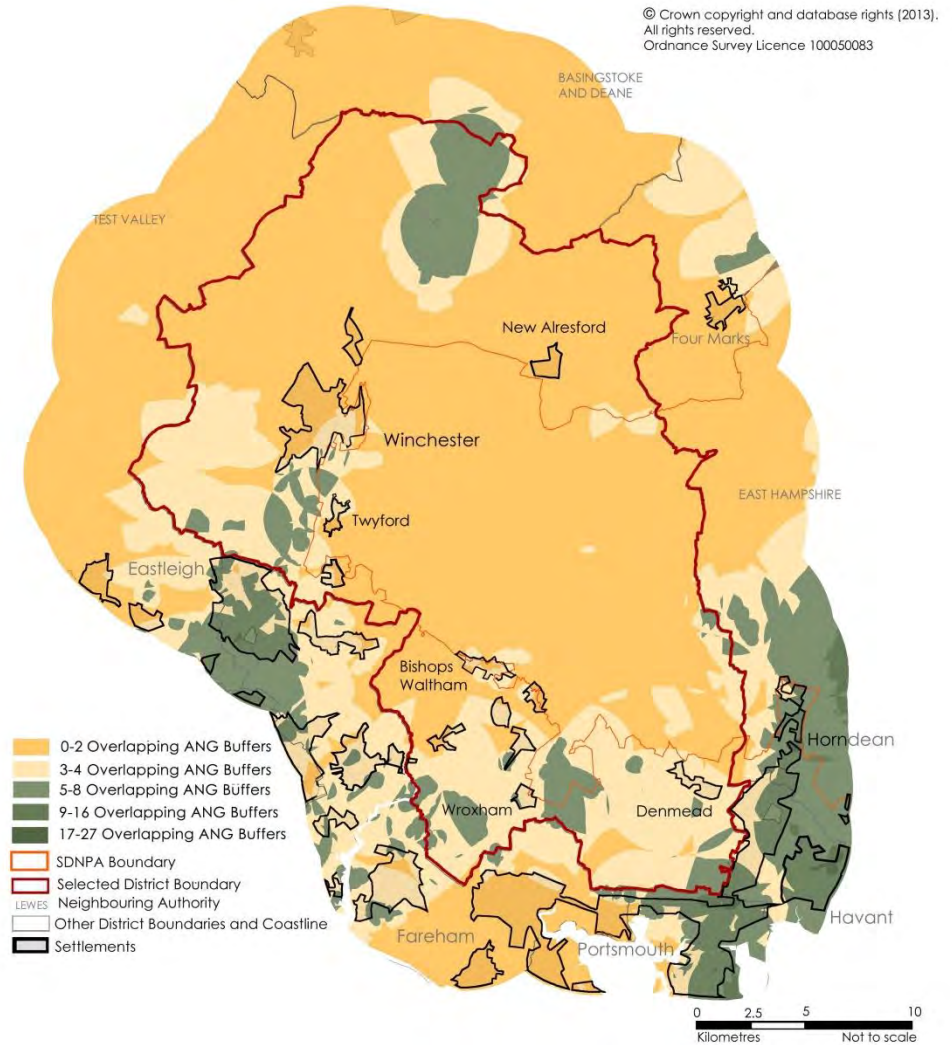 © Crown copyright and database rights (2013).
All rights reserved.
Ordnance Survey Licence 100050083
BASINGSTOKE
AND DEANE
TEST VALLEY
New Alresford
Four Marks
Winchester
EAST HAMPSHIRE
Twyford
Eastleigh
Bishops
Waltham
Horndean
Wroxham
Denmead
Havant
Fareham
Portsmouth
0-2 Overlapping ANG Buffers
3-4 Overlapping ANG Buffers
5-8 Overlapping ANG Buffers
9-16 Overlapping ANG Buffers
17-27 Overlapping ANG Buffers
SDNPA Boundary
Selected District Boundary
LEWES Neighbouring Authority
Other District Boundaries and Coastline
Settlements
0 2.5 5 10
Kilometres Not to scale